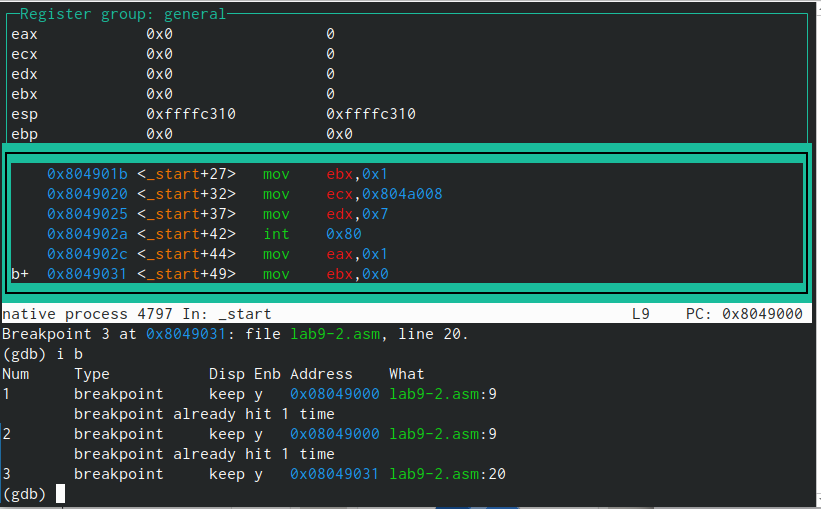 Register group: general
eax 0x0 0
ecx 0x0 0
edx 0x0 0
ebx 0x0 0
esp 0xffffc310 0xffffc310
ebp 0x0 0x0
0x804901b <_start+27> mov ebx,0x1
0x8049020 <_start+32> mov ecx,0x804a008
0x8049025 <_start+37> mov edx,0x7
0x804902a <_start+42> int 0x80
0x804902c <_start+44> mov eax,0x1
b+ 0x8049031 <_start+49> mov ebx,0x0
native process 4797 In: _start L9 PC: 0x8049000
Breakpoint 3 at 0x8049031: file lab9-2.asm, line 20.
(gdb) i b
Num Type Disp Enb Address What
1 breakpoint keep y 0x08049000 lab9-2.asm:9
breakpoint already hit 1 time
2 breakpoint keep y 0x08049000 lab9-2.asm:9
breakpoint already hit 1 time
3 breakpoint keep y 0x08049031 lab9-2.asm:20
(gdb)